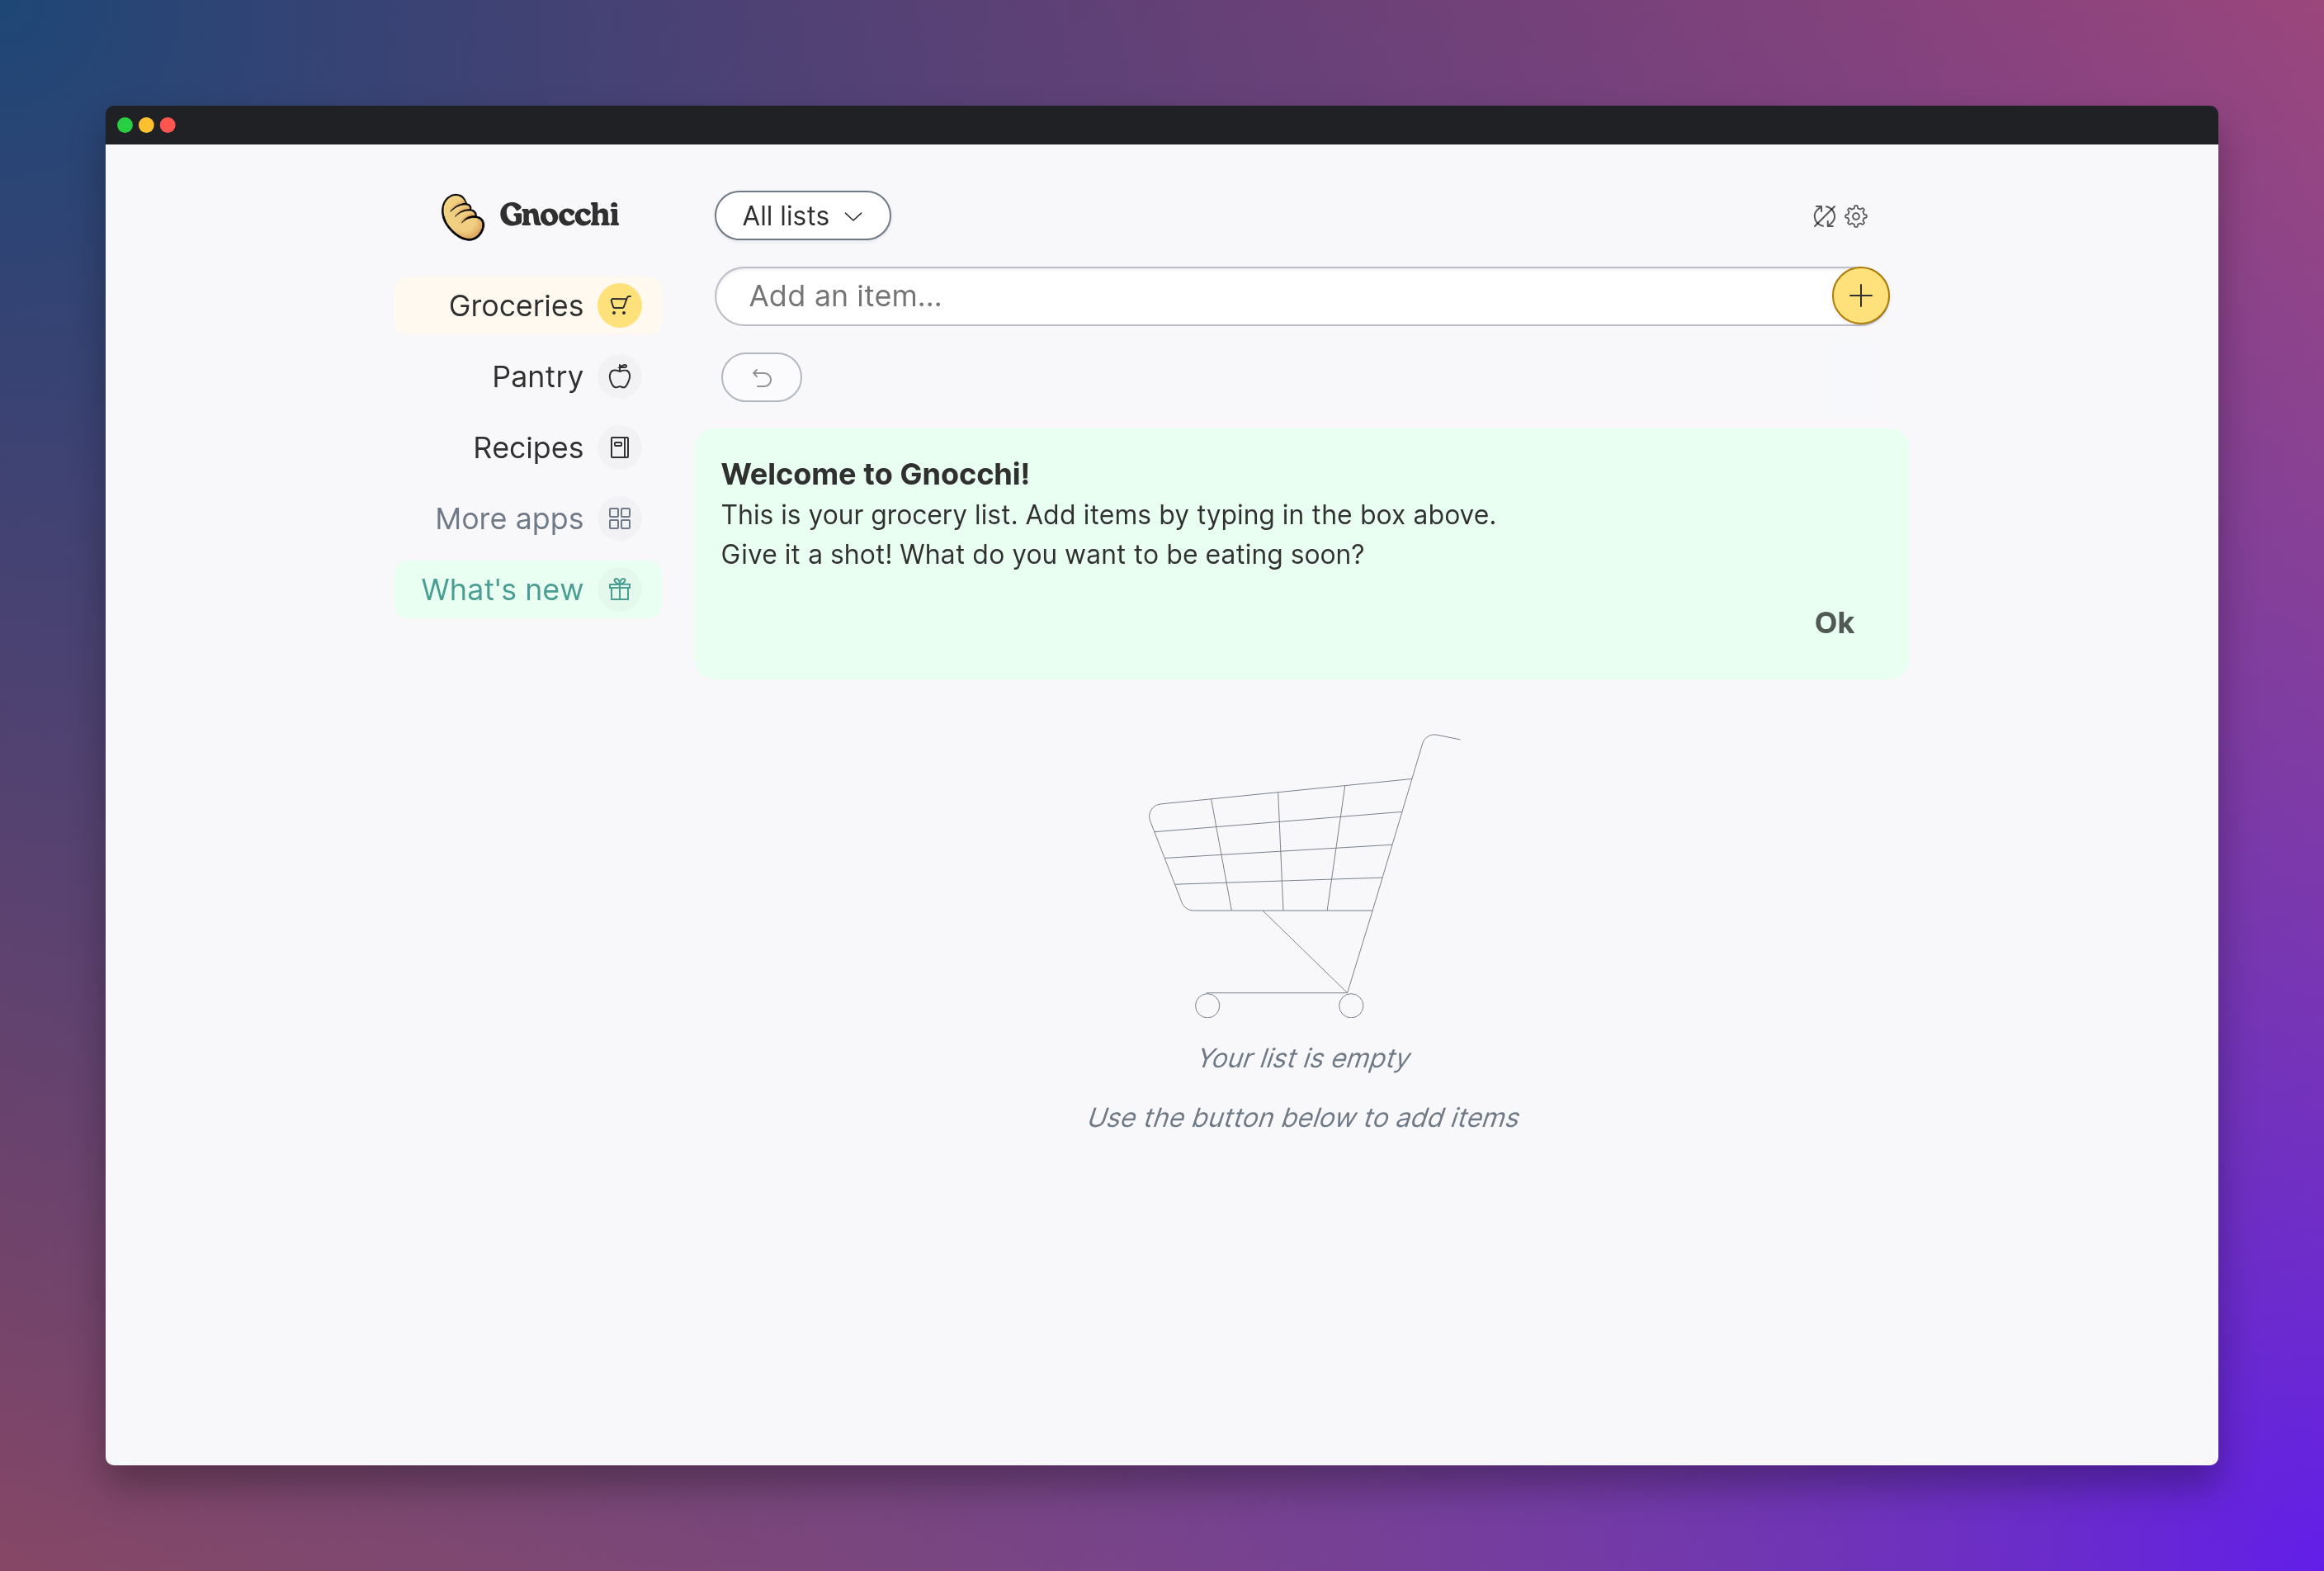 Gnocchi
All lists
Groceries
Add an item...
Pantry
Recipes
More apps
What's new
Welcome to Gnocchi!
This is your grocery list. Add items by typing in the box above.
Give it a shot! What do you want to be eating soon?
Ok
Your list is empty
Use the button below to add items